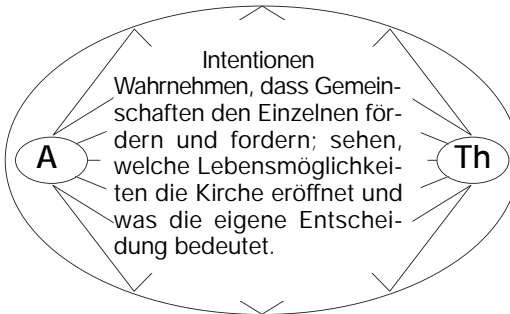 Intentionen
Wahrnehmen, dass Gemein-
schaften den Einzelnen för-
dern und fordern; sehen,
A
welche Lebensmöglichkei-
Th
ten die Kirche eröffnet und
was die eigene Entschei-
dung bedeutet.